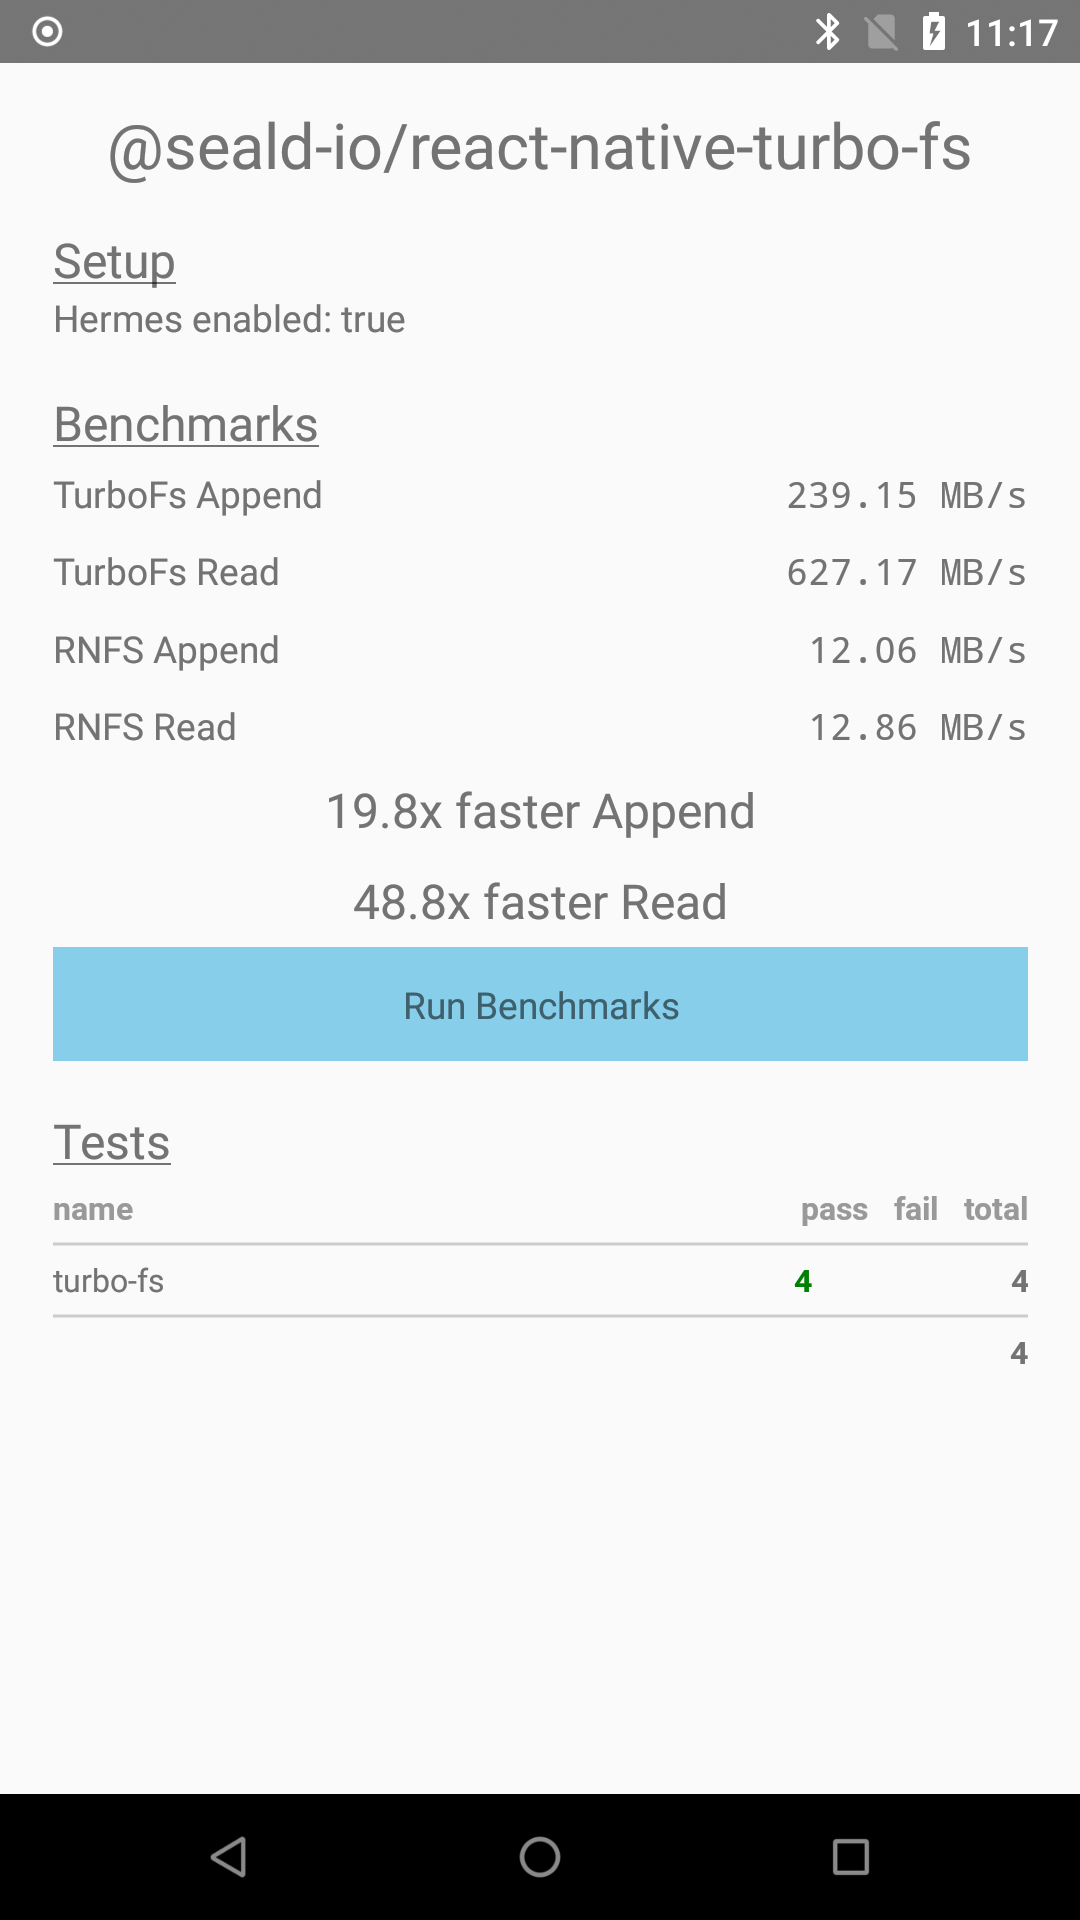 11:17
@seald-io/react-native-turbo-fs
Setup
Hermes enabled: true
Benchmarks
TurboFs Append 239.15 MB/s
TurboFs Read 627.17 MB/s
RNFS Append 12.06 MB/s
RNFS Read 12.86 MB/s
19.8x faster Append
48.8x faster Read
Run Benchmarks
Tests
name pass fail total
turbo-fs 4 4
4